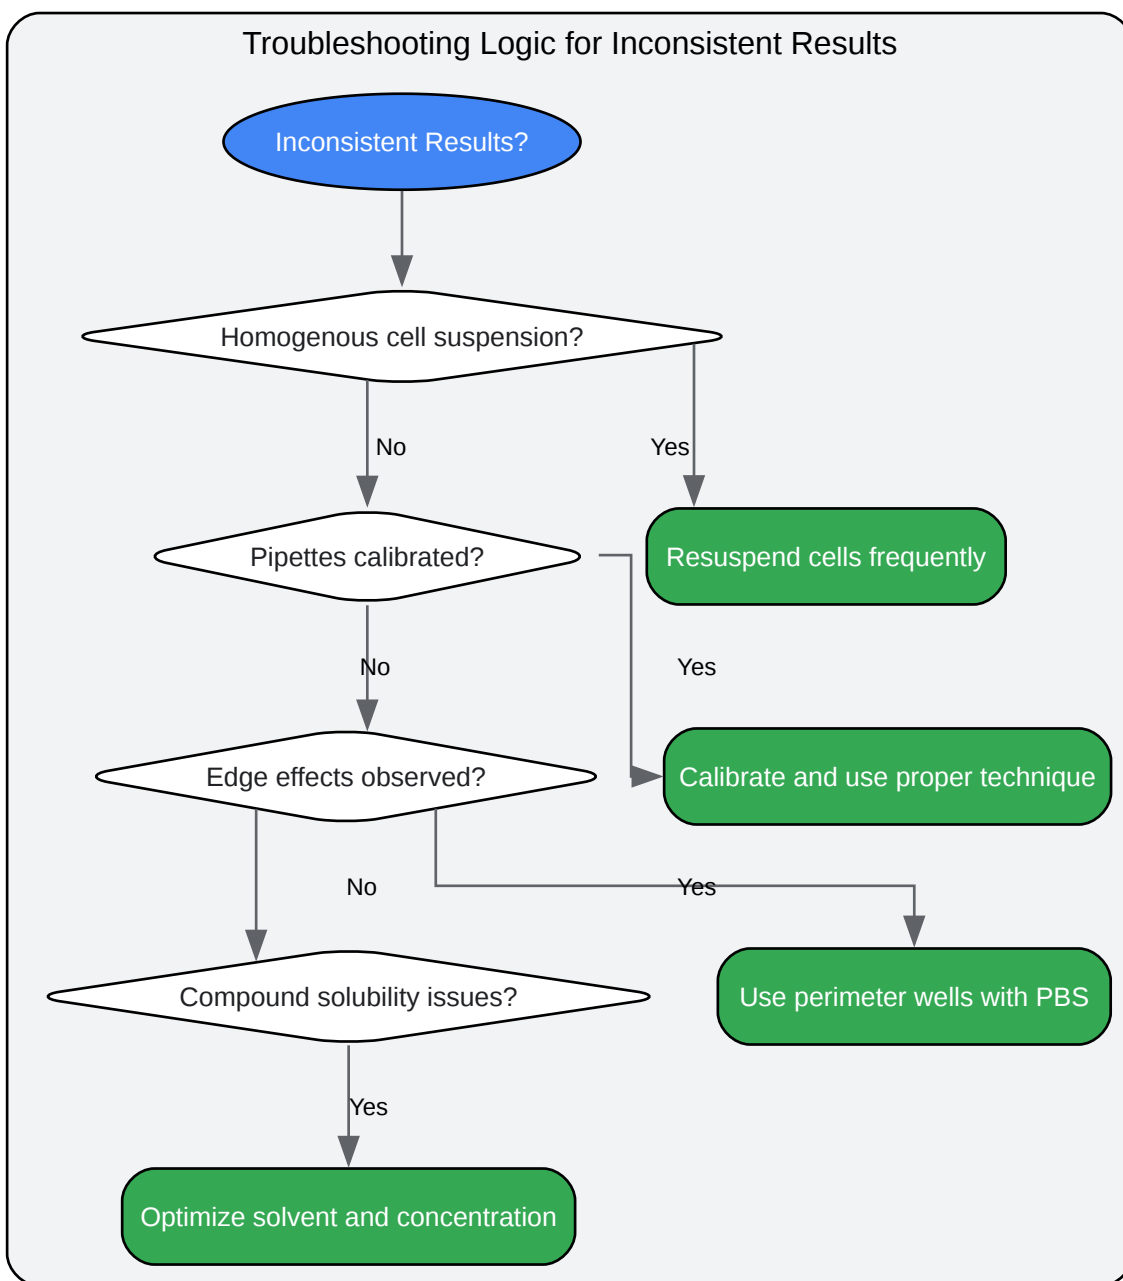 Troubleshooting Logic for Inconsistent Results
Inconsistent Results?
Homogenous cell suspension?
No
Yes
Pipettes calibrated?
Resuspend cells frequently
No
Yes
Edge effects observed?
Calibrate and use proper technique
No
Yes
Compound solubility issues?
Use perimeter wells with PBS
Yes
Optimize solvent and concentration